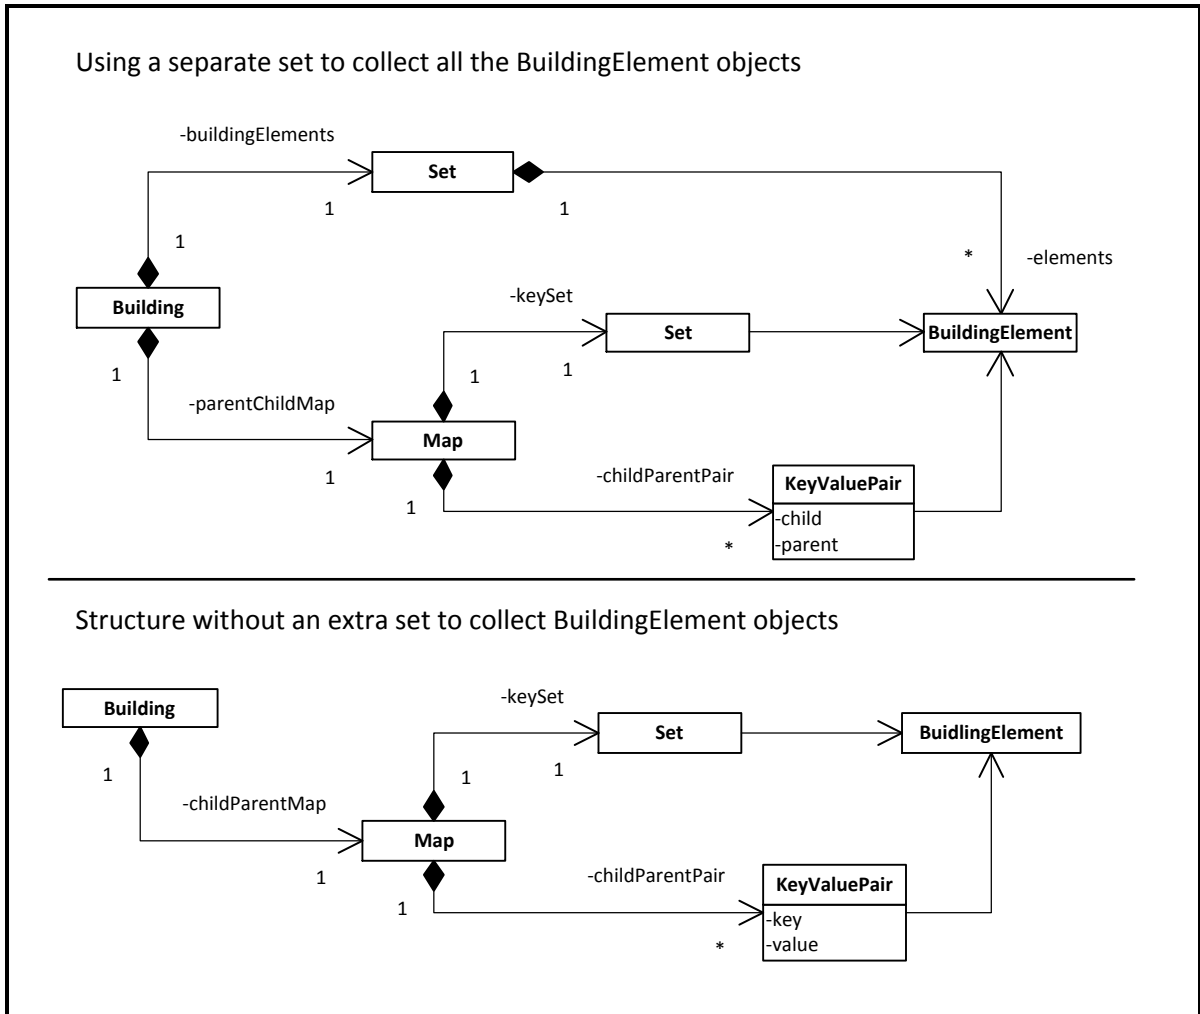 Using a separate set to collect all the BuildingElement objects
-buildingElements
Set
1
1
1
* -elements
-keySet
Building
Set
BuildingElement
1
1
1
-parentChildMap
Map
1
-childParentPair
KeyValuePair
1
-child
* -parent
Structure without an extra set to collect BuildingElement objects
-keySet
Building
Set
BuidlingElement
1
1
1
-childParentMap
Map
1
-childParentPair
KeyValuePair
1
-key
* -value